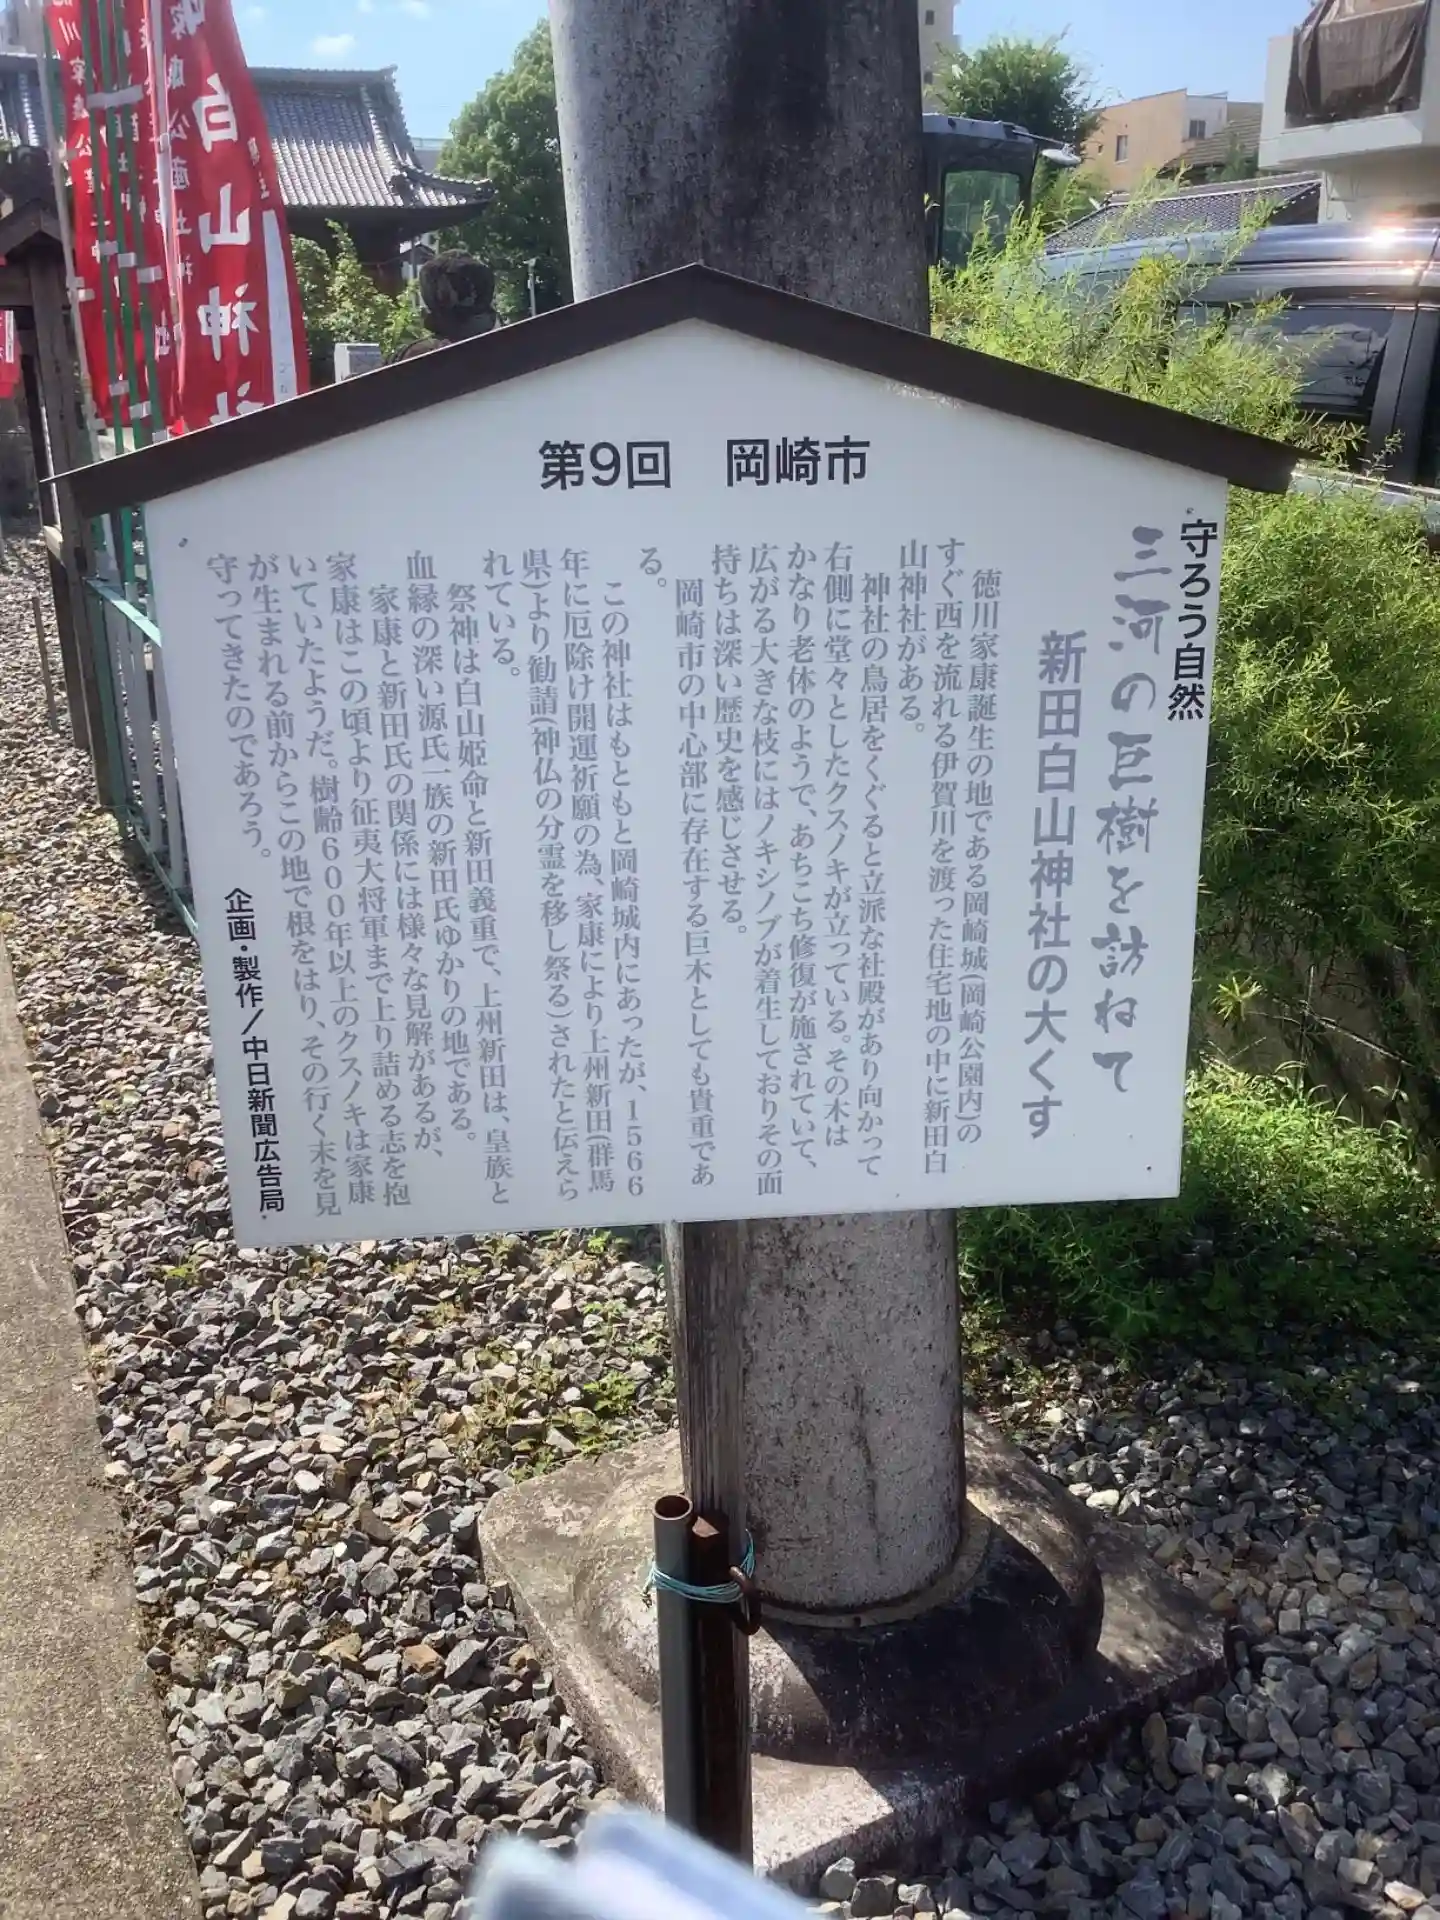 第9回 岡崎市
守ろう自然
三河の巨樹を訪ねて
新田白山神社の大くす
徳川家康誕生の地である岡崎城(岡崎公園内)の
すぐ西を流れる伊賀川を渡った住宅地の中に新田白
山神社がある。
神社の鳥居をくぐると立派な社殿があり向かって
右側に堂々としたクスノキが立っている。その木は
かなり老体のようで、あちこち修復が施されていて、
広がる大きな枝にはノキシノブが着生しておりその面
持ちは深い歴史を感じさせる。
岡崎市の中心部に存在する巨木としても貴重であ
る。
この神社はもともと岡崎城内にあったが、1566
年に厄除け開運祈願の為、家康により上州新田(群馬
県)より勧請(神仏の分霊を移し祭る)されたと伝えら
れている。
祭神は白山姫命と新田義重で、上州新田は、皇族と
血縁の深い源氏一族の新田氏ゆかりの地である。
家康と新田氏の関係には様々な見解があるが、
家康はこの頃より征夷大将軍まで上り詰める志を抱
いていたようだ。樹齢600年以上のクスノキは家康
が生まれる前からこの地で根をはり、その行く末を見
守ってきたのであろう。
企画・製作/中日新聞広告局
白山神社